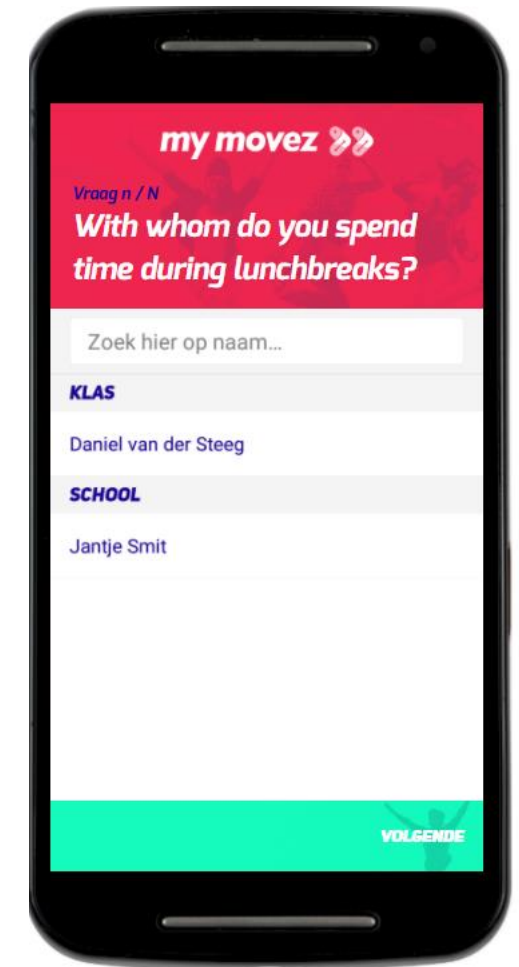 my movez
Vraag n / N
With whom do you spend
time during lunchbreaks?
Zoek hier op naam...
KLAS
Daniel van der Steeg
SCHOOL
Jantje Smit
VOLGENDE